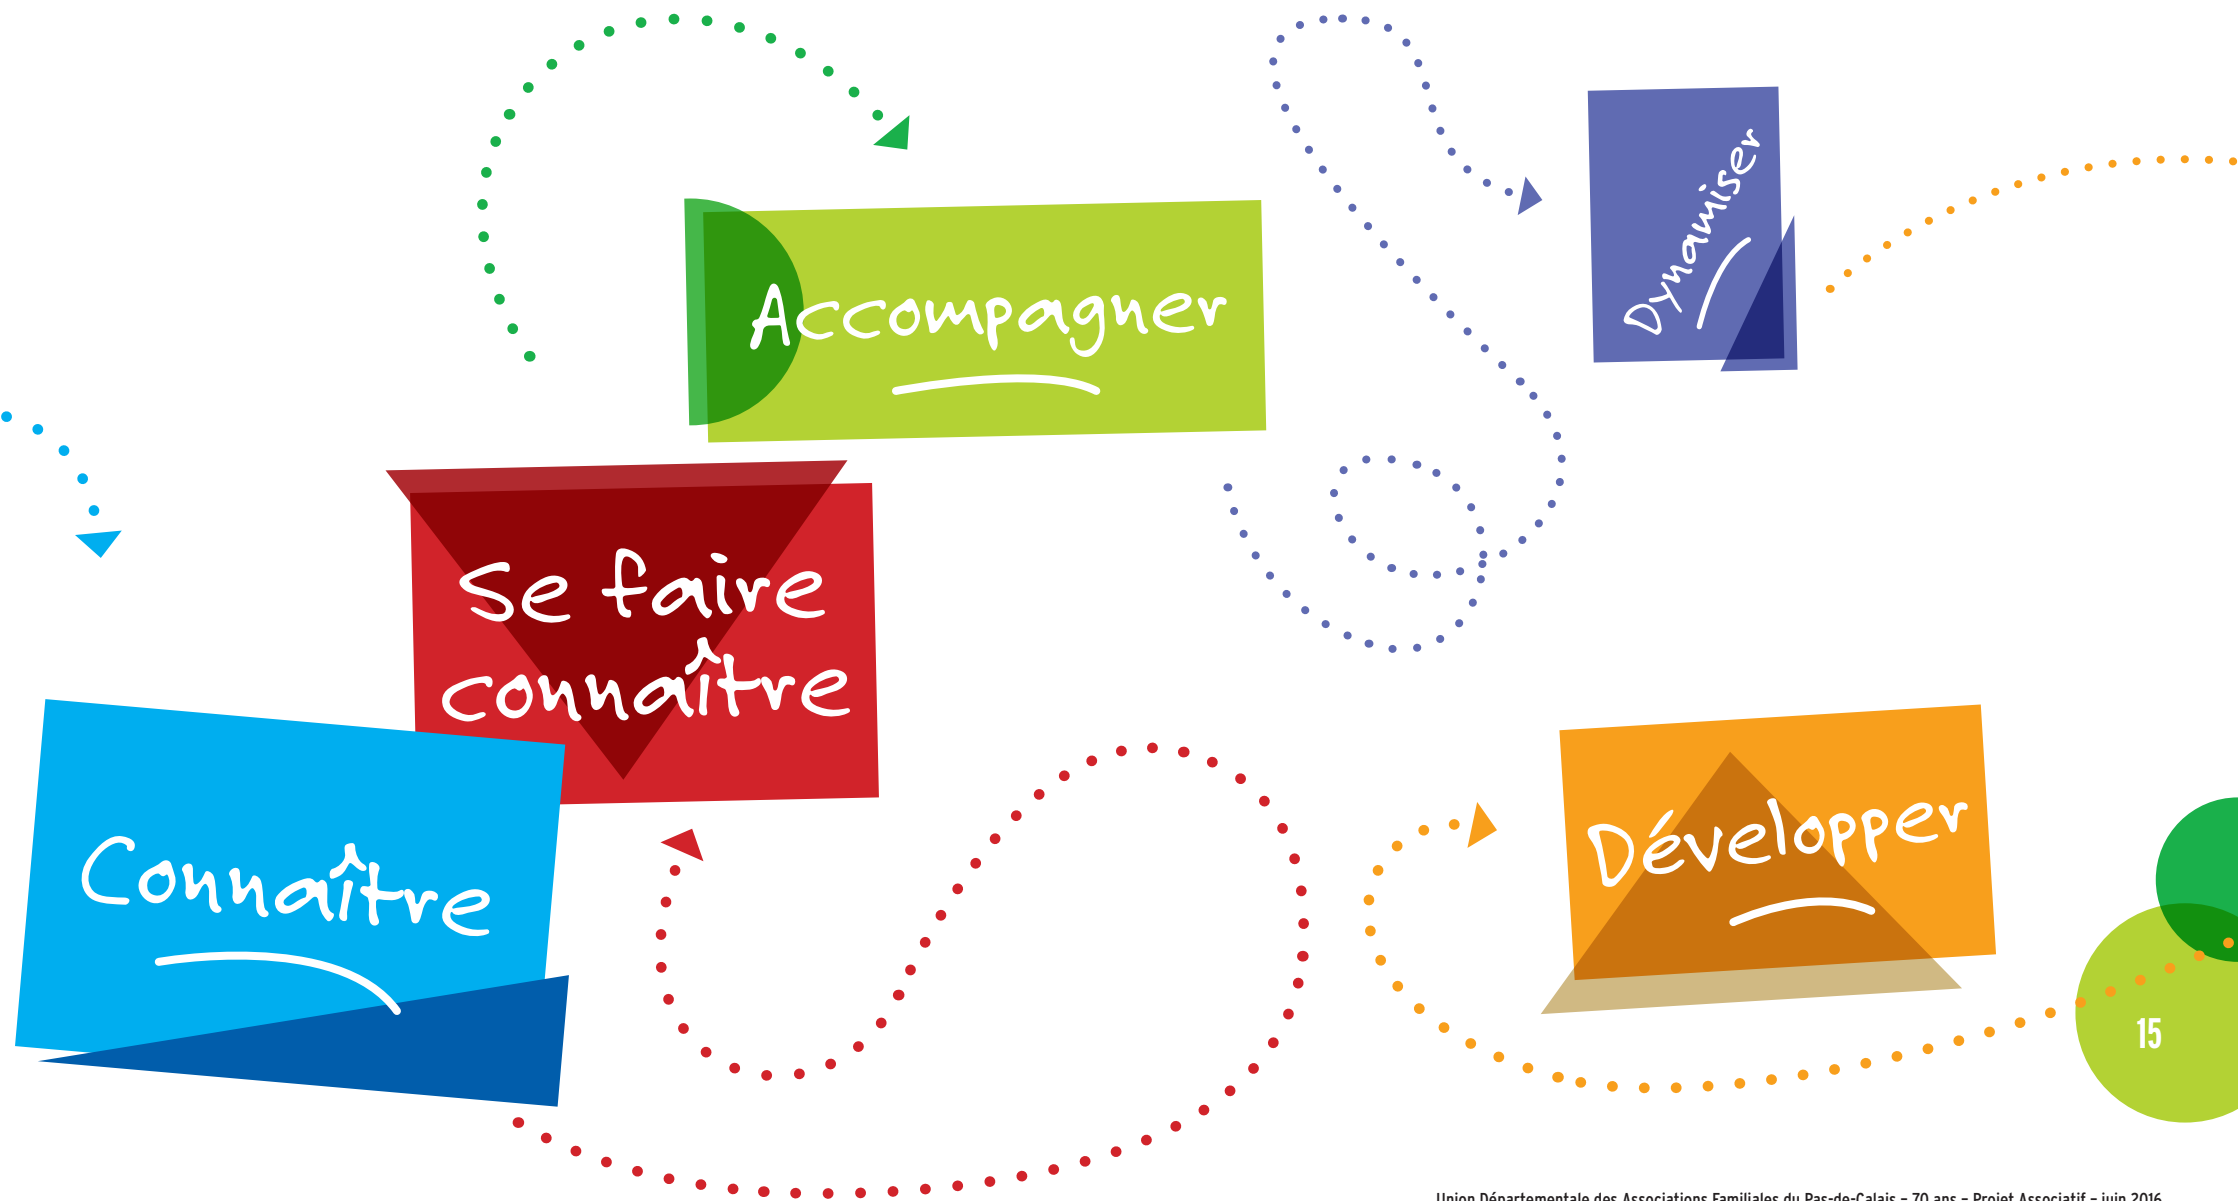 Dynamiser
Accompagner
Se faire
connaître
Connaître
Développer
15
Union Départementale des Associations Familiales du Pas-de-Calais – 70 ans – Projet Associatif – juin 2016